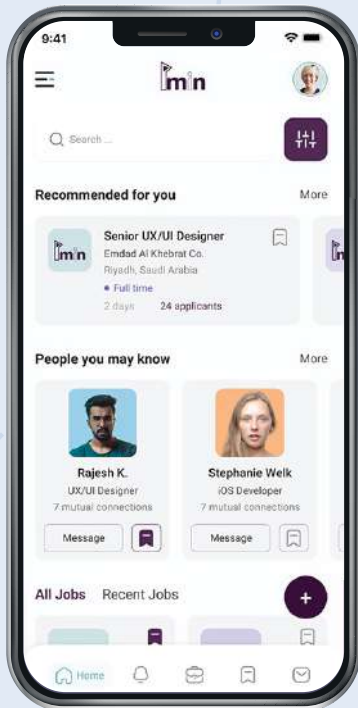 9:41
imin
Search ...
Recommended for you More
imin
Senior UX/UI Designer
Emdad Al Khebrat Co.
Riyadh, Saudi Arabia
Full time
2 days 24 applicants
People you may know More
Rajesh K.
UX/UI Designer
7 mutual connections
Message
Stephanie Welk
iOS Developer
7 mutual connections
Message
All Jobs Recent Jobs
+
Home